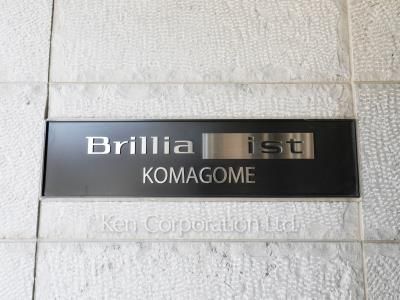 Brillia ist
KOMAGOME
Ken Corporation Ltd.